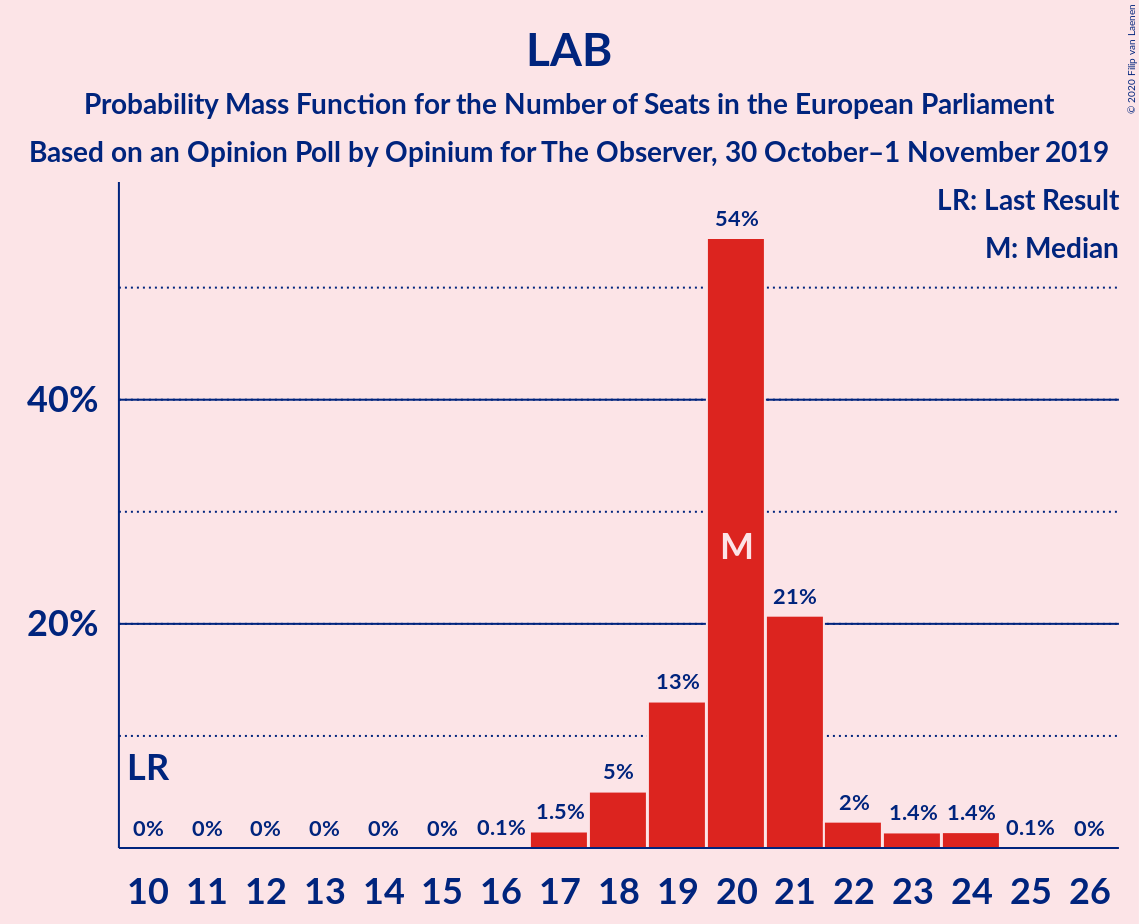 LAB
Probability Mass Function for the Number of Seats in the European Parliament
Based on an Opinion Poll by Opinium for The Observer, 30 October–1 November 2019
© 2020 Filip van Laenen
LR: Last Result
M: Median
54%
40%
M
21%
20%
13%
LR
5%
0% 0% 0% 0% 0% 0% 0.1% 1.5% 2% 1.4% 1.4% 0.1% 0%
10 11 12 13 14 15 16 17 18 19 20 21 22 23 24 25 26